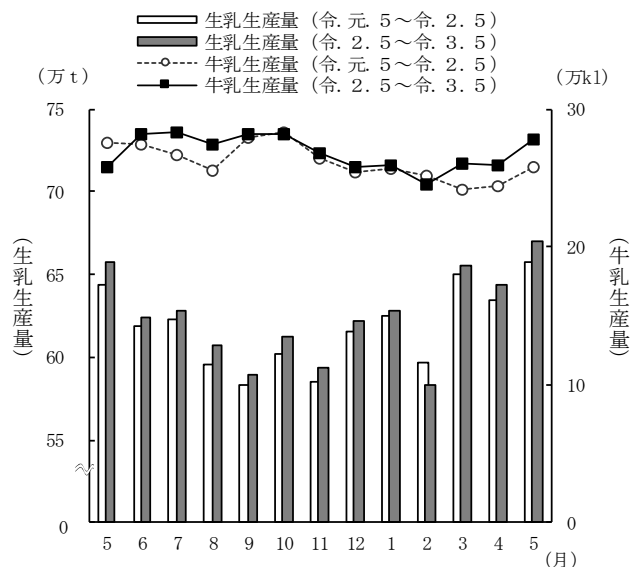 生乳生産量（令．元．５～令．２．５）
生乳生産量（令．２．５～令．３．５）
牛乳生産量（令．元．５～令．２．５）
牛乳生産量（令．２．５～令．３．５）
（万ｔ）
（万kl）
75
70
65
60
55
0
（生乳生産量）
30
20
10
0
（牛乳生産量）
5 6 7 8 9 10 11 12 1 2 3 4 5
（月）